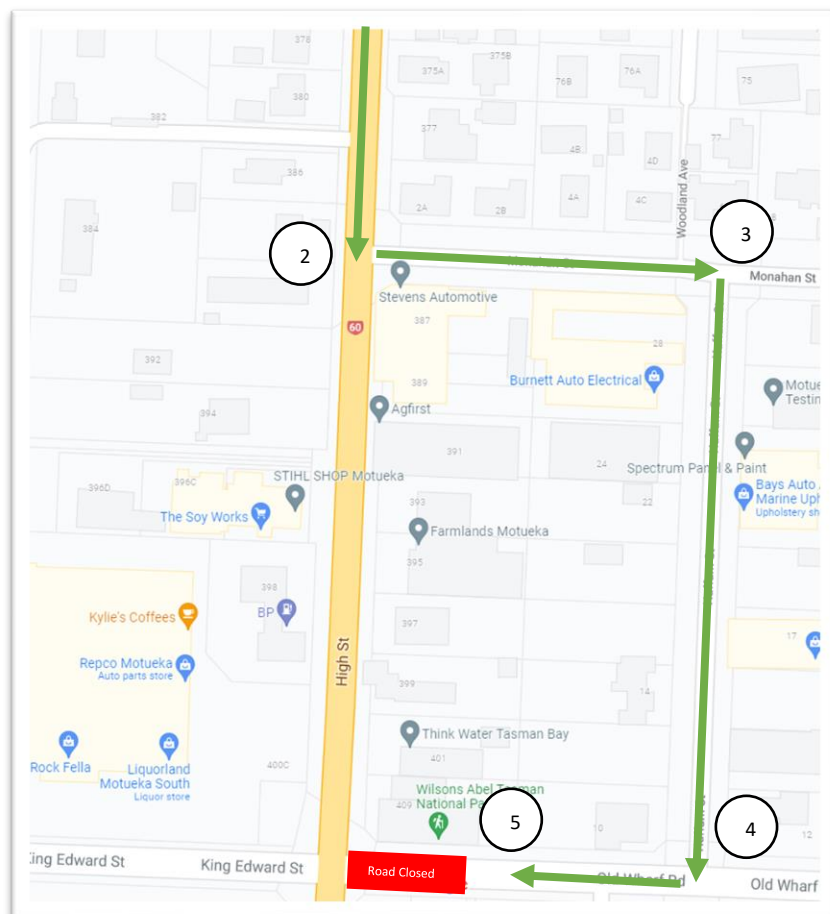 378
375B
375A
76B
76A
75
380
382
377
4B
4D
77
386
4A
4C
2A
2B
Woodland Ave
384
2
3
Monahan St
Monahan St
Stevens Automotive
387
60
28
392
389
Burnett Auto Electrical
Agfirst
394
391
24
Spectrum Panel & Paint
STIHL SHOP Motueka
396D
396C
22
Bays Auto
Marine Uph
Upholstery sh
The Soy Works
393
Farmlands Motueka
395
398
BP
Kylie's Coffees
397
17
High St
Repco Motueka
Auto parts store
399
14
Think Water Tasman Bay
Rock Fella
Liquorland
Motueka South
Liquor store
400C
401
Wilsons Abel Tasman
National Pa
409
5
10
4
12
King Edward St
King Edward St
Road Closed
Old Wharf Rd
Old Wharf